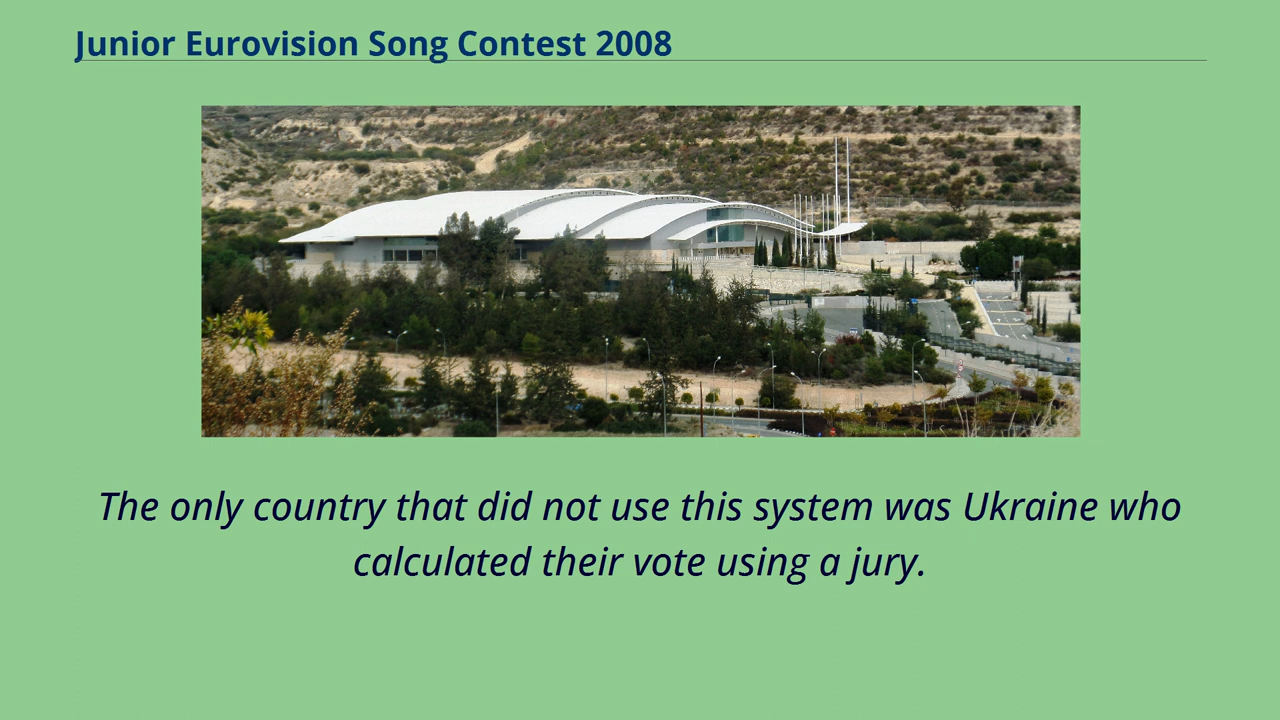 Junior Eurovision Song Contest 2008
The only country that did not use this system was Ukraine who
calculated their vote using a jury.